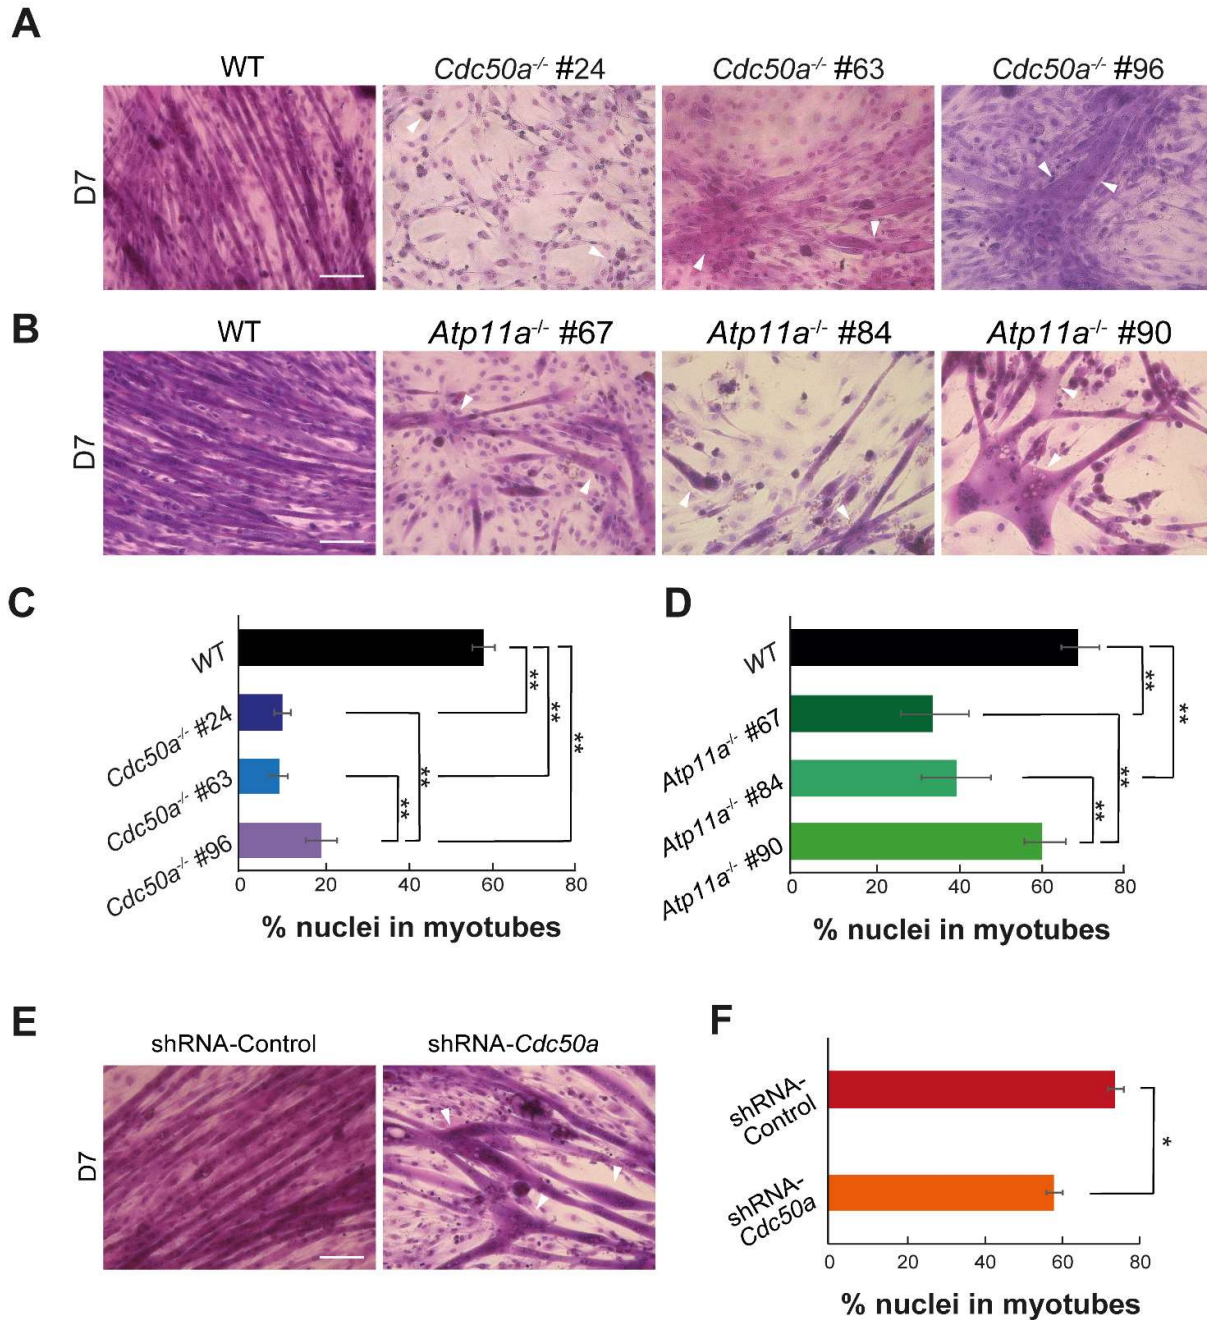 A
WT
Cdc50a-/- #24
Cdc50a-/- #63
Cdc50a-/- #96
D7
B
WT
Atp11a-/- #67
Atp11a-/- #84
Atp11a-/- #90
D7
C
WT
Cdc50a-/- #24
Cdc50a-/- #63
Cdc50a-/- #96
**
**
**
**
**
0 20 40 60 80
% nuclei in myotubes
D
WT
Atp11a-/- #67
Atp11a-/- #84
Atp11a-/- #90
**
**
**
**
0 20 40 60 80
% nuclei in myotubes
E
shRNA-Control
shRNA-Cdc50a
D7
F
shRNA-
Control
shRNA-
Cdc50a
*
0 20 40 60 80
% nuclei in myotubes